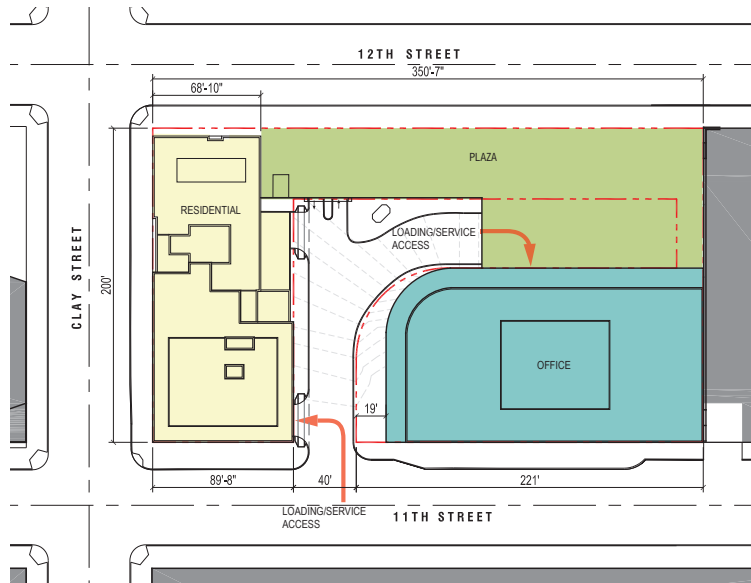 12TH STREET
350'-7"
68'-10"
PLAZA
RESIDENTIAL
LOADING/SERVICE
ACCESS
CLAY STREET
200'
OFFICE
19'
89'-8"
40'
221'
LOADING/SERVICE
ACCESS
11TH STREET